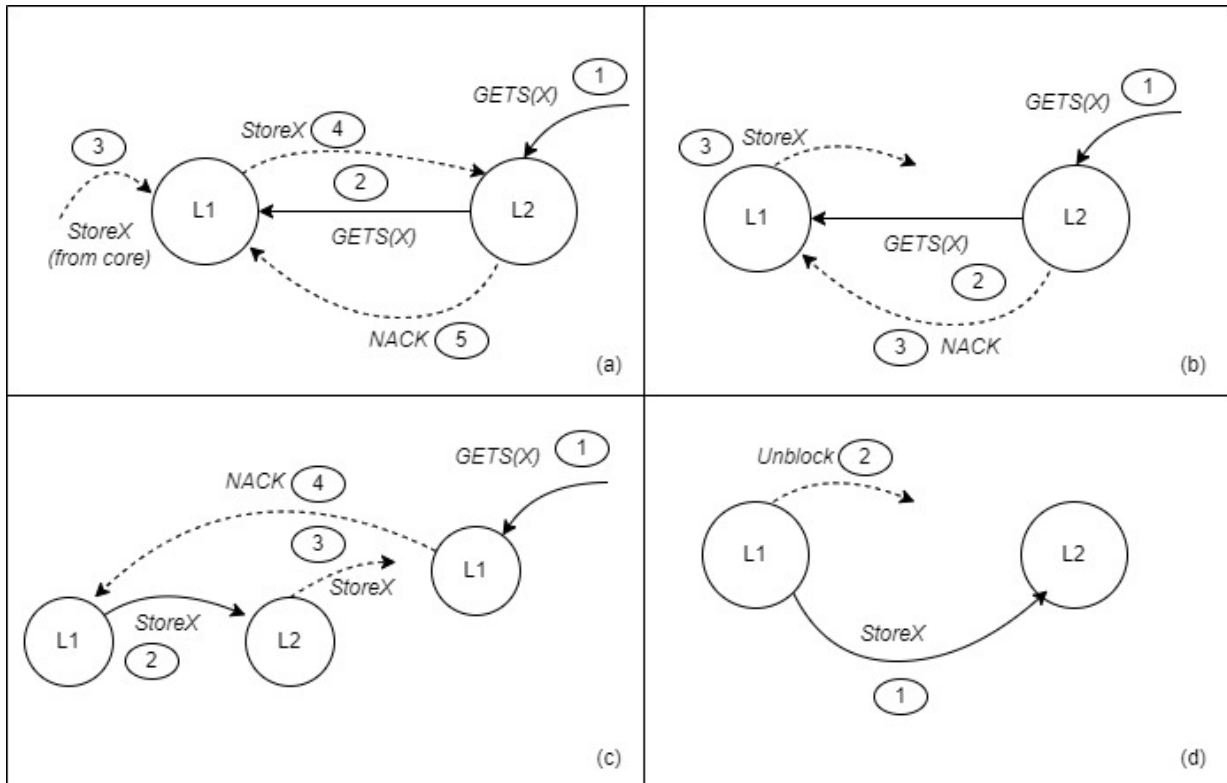 1
GETS(X)
3
StoreX
4
2
L1
L2
StoreX
(from core)
GETS(X)
NACK
5
(a)
1
GETS(X)
3
StoreX
L1
L2
GETS(X)
2
3
NACK
(b)
GETS(X)
1
NACK
4
3
L1
StoreX
L1
StoreX
L2
2
(c)
Unblock
2
L1
L2
StoreX
1
(d)